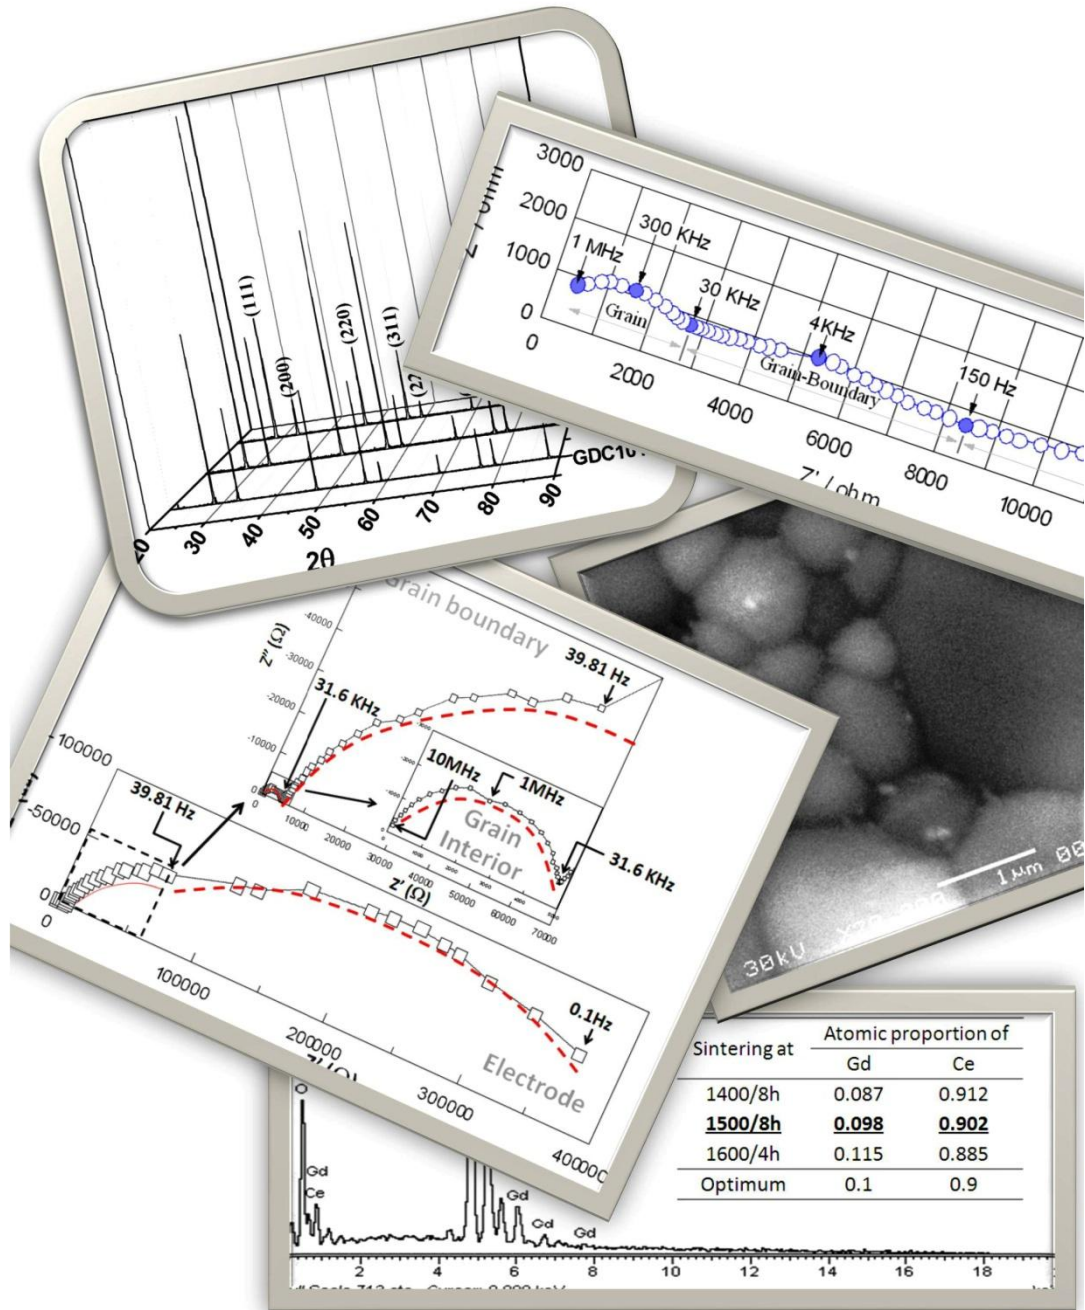 (111)
(200)
(220)
(311)
GDC10
30
40
50
60
70
80
90
2θ
3000
2000
1000
0
0
2000
4000
6000
8000
10000
1 MHz
300 KHz
30 KHz
4KHz
150 Hz
Grain
Grain-Boundary
Z' / ohm
Grain boundary
Z'' (Ω)
-40000
-30000
-20000
-10000
0
0
10000
20000
30000
40000
50000
60000
70000
Z' (Ω)
39.81 Hz
31.6 KHz
10MHz
1MHz
Grain
Interior
31.6 KHz
-100000
-50000
0
0
100000
200000
300000
400000
39.81 Hz
0.1Hz
Electrode
1μm
30kV
Sintering at Atomic proportion of
Gd Ce
1400/8h 0.087 0.912
1500/8h 0.098 0.902
1600/4h 0.115 0.885
Optimum 0.1 0.9
O
Gd
Ce
Gd
Gd
Gd
2 4 6 8 10 12 14 16 18